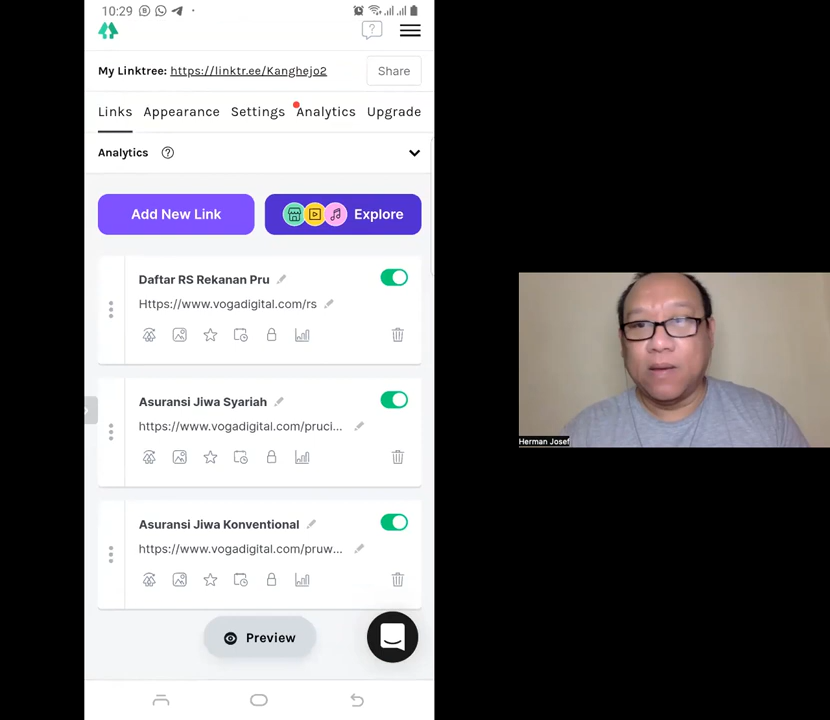 10:29
My Linktree: https://linktr.ee/Kanghejo2
Share
Links Appearance Settings Analytics Upgrade
Analytics
Add New Link
Explore
Daftar RS Rekanan Pru
Https://www.vogadigital.com/rs
Asuransi Jiwa Syariah
https://www.vogadigital.com/pruci...
Asuransi Jiwa Konventional
https://www.vogadigital.com/pruw...
Preview
Herman Josef